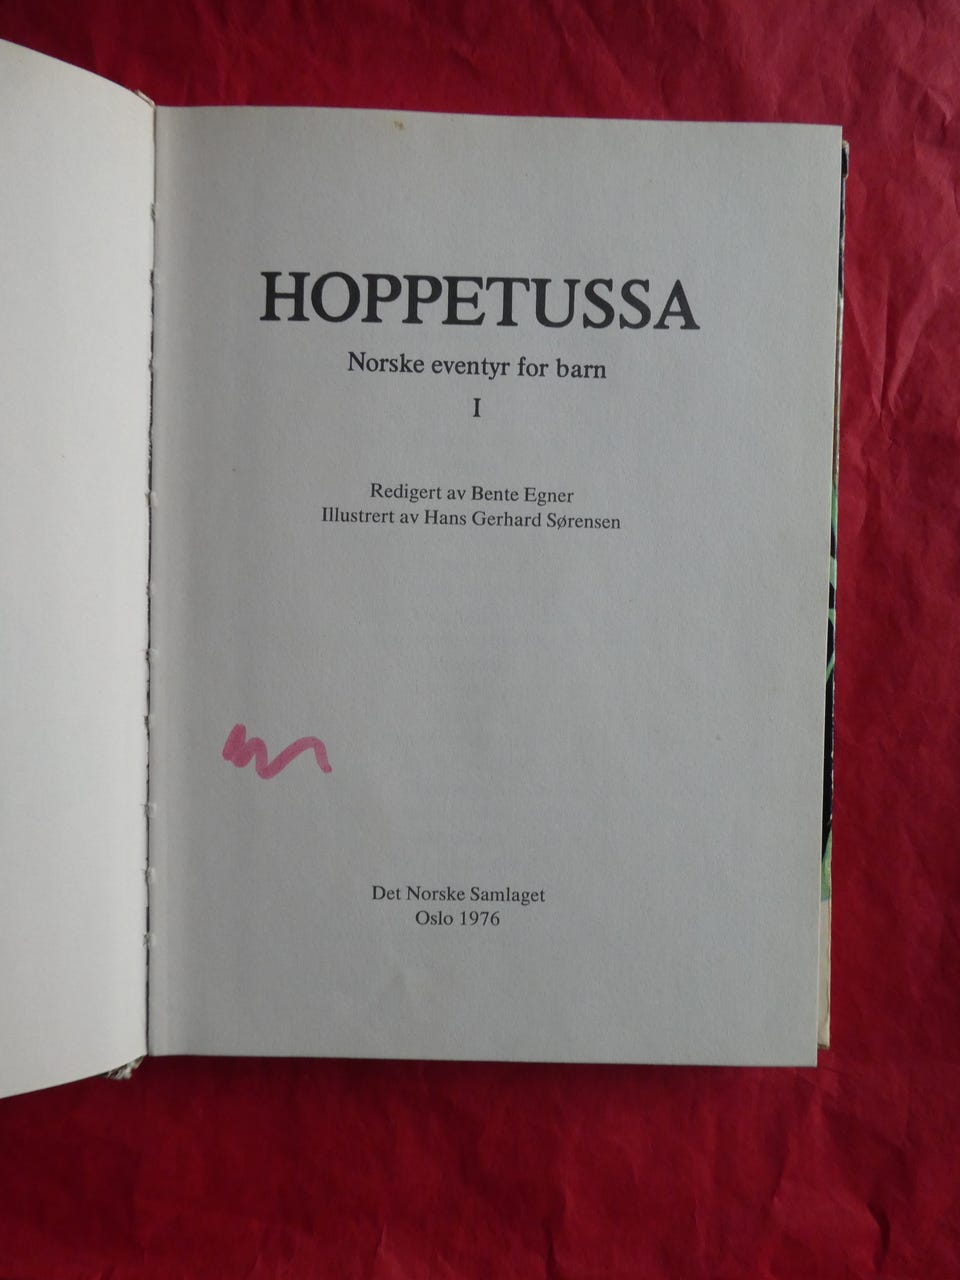 HOPPETUSSA
Norske eventyr for barn
I
Redigert av Bente Egner
Illustrert av Hans Gerhard Sørensen
Det Norske Samlaget
Oslo 1976